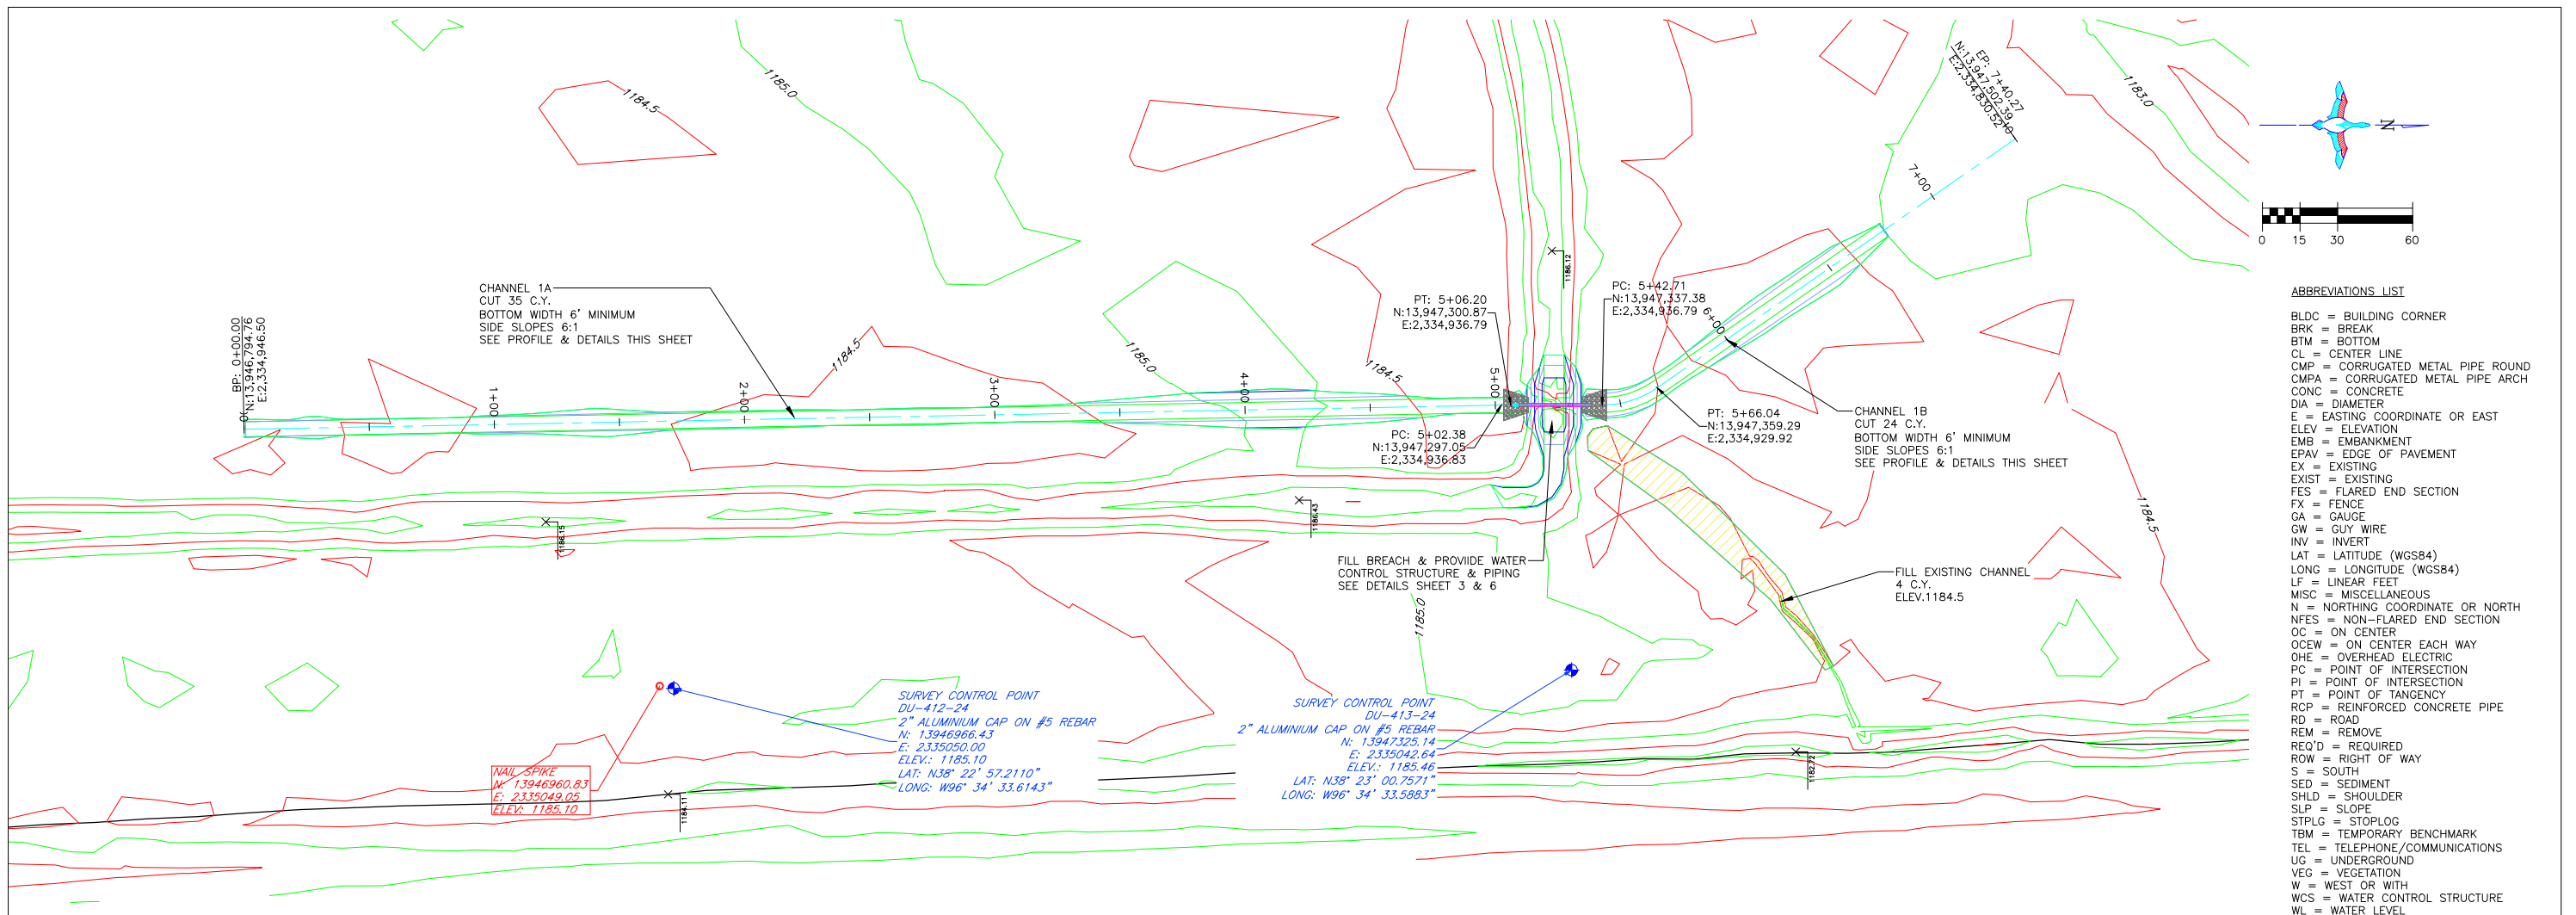 1184.5
1185.0
EP: 7+40.27
N:13,947,502.39
E:2,334,830.52
1183.0
N
0 15 30 60
7+00
CHANNEL 1A
CUT 35 C.Y.
BOTTOM WIDTH 6' MINIMUM
SIDE SLOPES 6:1
SEE PROFILE & DETAILS THIS SHEET
BP: 0+00.00
N:13,946,794.76
E:2,334,946.50
1+00
2+00
3+00
4+00
5+00
1184.5
1185.0
1184.5
PT: 5+06.20
N:13,947,300.87
E:2,334,936.79
1186.12
PC: 5+42.71
N:13,947,337.38
E:2,334,936.79
6+00
PC: 5+02.38
N:13,947,297.05
E:2,334,936.83
PT: 5+66.04
N:13,947,359.29
E:2,334,929.92
CHANNEL 1B
CUT 24 C.Y.
BOTTOM WIDTH 6' MINIMUM
SIDE SLOPES 6:1
SEE PROFILE & DETAILS THIS SHEET
1186.15
1186.43
1184.5
FILL BREACH & PROVIIDE WATER
CONTROL STRUCTURE & PIPING
SEE DETAILS SHEET 3 & 6
1185.0
FILL EXISTING CHANNEL
4 C.Y.
ELEV.1184.5
SURVEY CONTROL POINT
DU-412-24
2" ALUMINIUM CAP ON #5 REBAR
N: 13946966.43
E: 2335050.00
ELEV.: 1185.10
LAT: N38° 22' 57.2110"
LONG: W96° 34' 33.6143"
SURVEY CONTROL POINT
DU-413-24
2" ALUMINIUM CAP ON #5 REBAR
N: 13947325.14
E: 2335042.64
ELEV.: 1185.46
LAT: N38° 23' 00.7571"
LONG: W96° 34' 33.5883"
NAIL SPIKE
N: 13946960.83
E: 2335049.05
ELEV: 1185.10
1184.11
1182.72
ABBREVIATIONS LIST
BLDC = BUILDING CORNER
BRK = BREAK
BTM = BOTTOM
CL = CENTER LINE
CMP = CORRUGATED METAL PIPE ROUND
CMPA = CORRUGATED METAL PIPE ARCH
CONC = CONCRETE
DIA = DIAMETER
E = EASTING COORDINATE OR EAST
ELEV = ELEVATION
EMB = EMBANKMENT
EPAV = EDGE OF PAVEMENT
EX = EXISTING
EXIST = EXISTING
FES = FLARED END SECTION
FX = FENCE
GA = GAUGE
GW = GUY WIRE
INV = INVERT
LAT = LATITUDE (WGS84)
LONG = LONGITUDE (WGS84)
LF = LINEAR FEET
MISC = MISCELLANEOUS
N = NORTHING COORDINATE OR NORTH
NFES = NON-FLARED END SECTION
OC = ON CENTER
OCEW = ON CENTER EACH WAY
OHE = OVERHEAD ELECTRIC
PC = POINT OF INTERSECTION
PI = POINT OF INTERSECTION
PT = POINT OF TANGENCY
RCP = REINFORCED CONCRETE PIPE
RD = ROAD
REM = REMOVE
REQ'D = REQUIRED
ROW = RIGHT OF WAY
S = SOUTH
SED = SEDIMENT
SHLD = SHOULDER
SLP = SLOPE
STPLG = STOPLOG
TBM = TEMPORARY BENCHMARK
TEL = TELEPHONE/COMMUNICATIONS
UG = UNDERGROUND
VEG = VEGETATION
W = WEST OR WITH
WCS = WATER CONTROL STRUCTURE
WL = WATER LEVEL